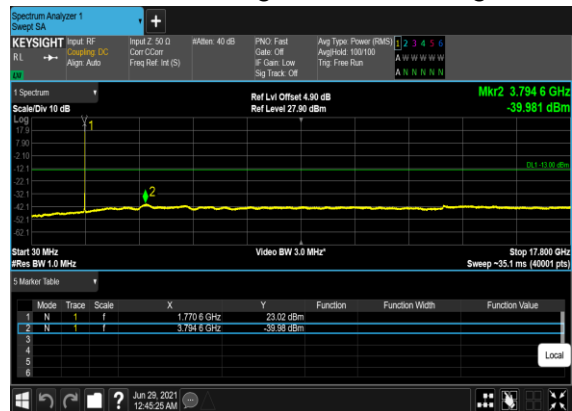 Spectrum Analyzer 1
Swept SA
+
KEYSIGHT Input: RF Input Z: 50 Ω #Atten: 40 dB PNO: Fast Avg Type: Power (RMS) 1 2 3 4 5 6
RL Coupling: DC Corr CCorr Gate: Off Avg|Hold: 100/100 A W W W W W
Align: Auto Freq Ref: Int (S) IF Gain: Low Trig: Free Run
Sig Track: Off A N N N N N
LW
1 Spectrum Ref Lvl Offset 4.90 dB Mkr2 3.794 6 GHz
Scale/Div 10 dB Ref Level 27.90 dBm -39.981 dBm
Log
17.9 1
7.90
-2.10
-12.1 DL1 -13.00 dBm
-22.1
-32.1 2
-42.1
-52.1
-62.1
Start 30 MHz Video BW 3.0 MHz* Stop 17.800 GHz
#Res BW 1.0 MHz Sweep ~35.1 ms (40001 pts)
5 Marker Table
Mode Trace Scale X Y Function Function Width Function Value
1 N 1 f 1.770 6 GHz 23.02 dBm
2 N 1 f 3.794 6 GHz -39.98 dBm
3
4
5
6
Local
? Jun 29, 2021
12:45:25 AM